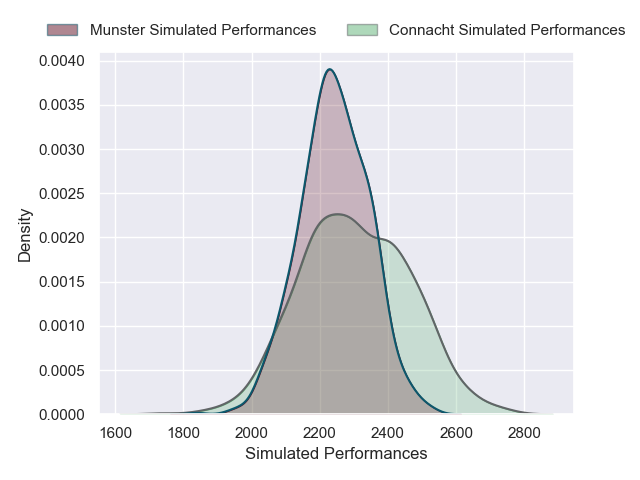 Munster Simulated Performances
Connacht Simulated Performances
0.0040
0.0035
0.0030
0.0025
0.0020
0.0015
0.0010
0.0005
0.0000
Density
1600 1800 2000 2200 2400 2600 2800
Simulated Performances